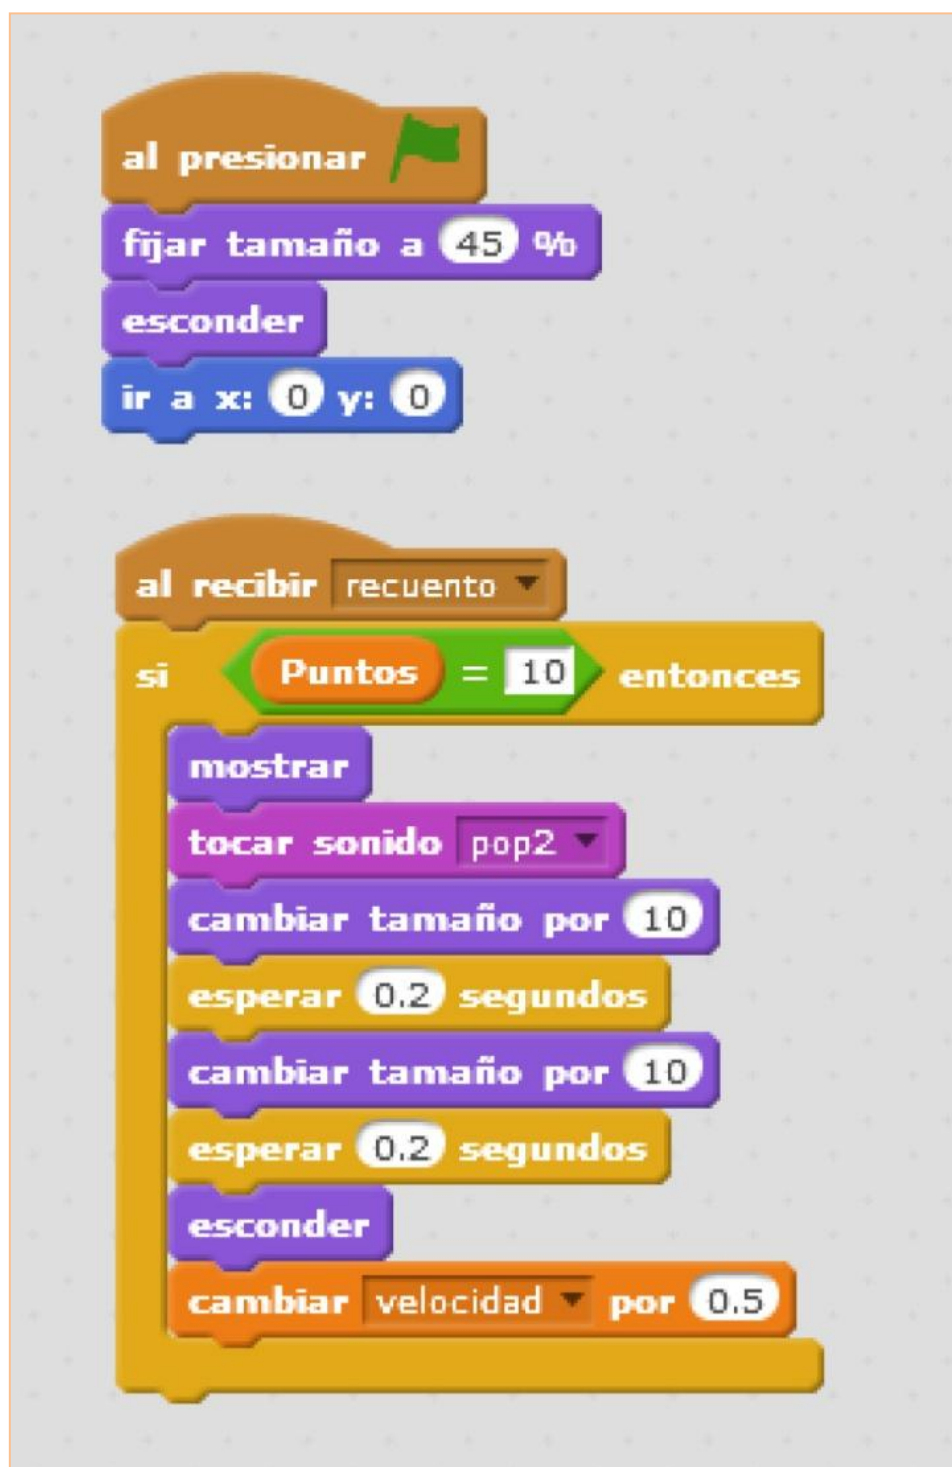 al presionar
fijar tamaño a 45 %
esconder
ir a x: 0 y: 0
al recibir recuento
si Puntos = 10 entonces
mostrar
tocar sonido pop2
cambiar tamaño por 10
esperar 0.2 segundos
cambiar tamaño por 10
esperar 0.2 segundos
esconder
cambiar velocidad por 0.5